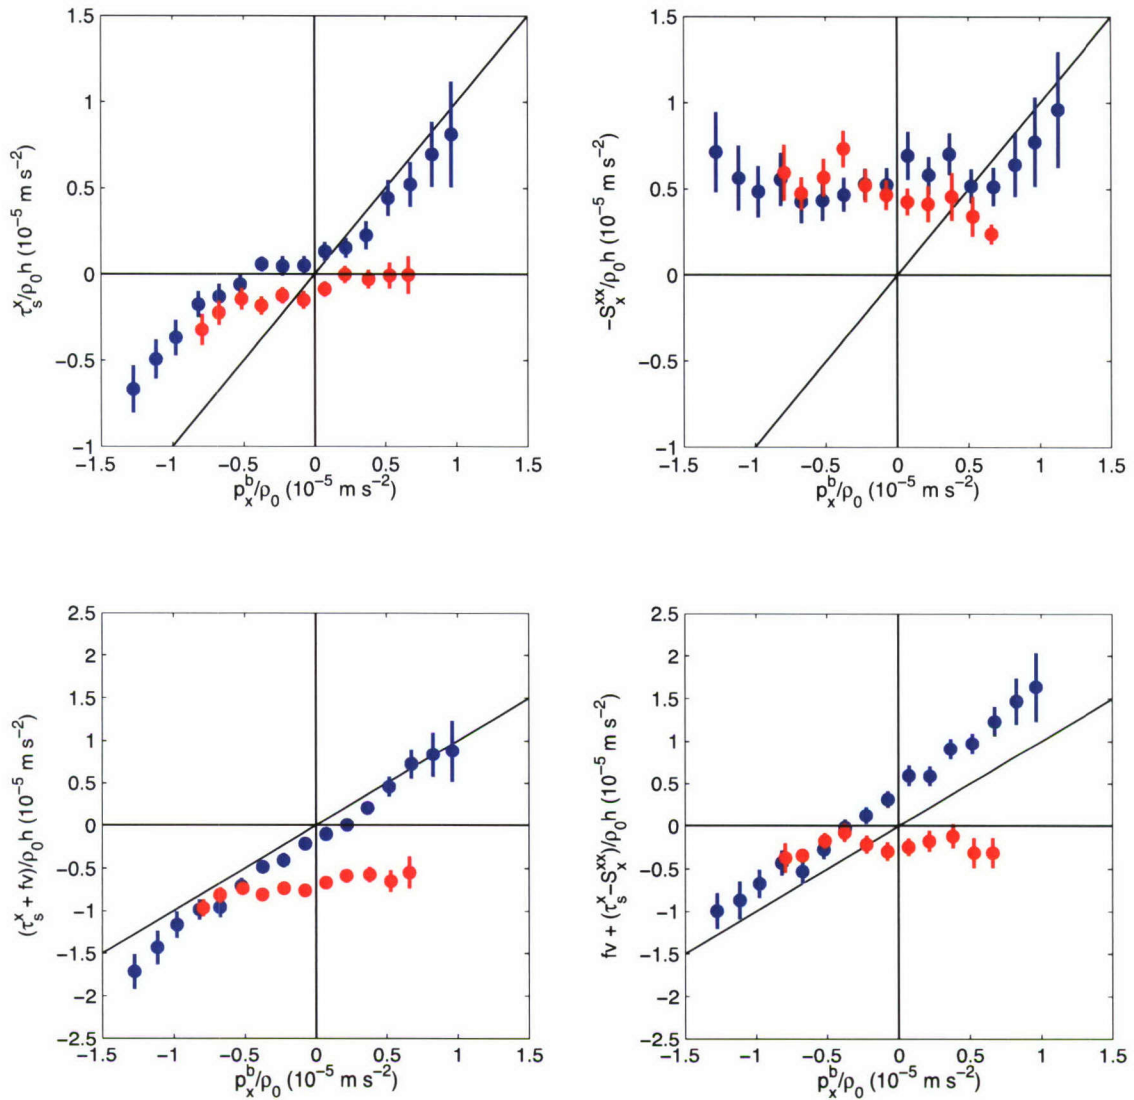 1.5
1
0.5
0
−0.5
−1
−1.5 −1 −0.5 0 0.5 1 1.5
τ_s^x/ρ_0h (10^−5 m s^−2)
p_x^b/ρ_0 (10^−5 m s^−2)
1.5
1
0.5
0
−0.5
−1
−1.5 −1 −0.5 0 0.5 1 1.5
−S_x^xx/ρ_0h (10^−5 m s^−2)
p_x^b/ρ_0 (10^−5 m s^−2)
2.5
2
1.5
1
0.5
0
−0.5
−1
−1.5
−2
−2.5
−1.5 −1 −0.5 0 0.5 1 1.5
(τ_s^x + fv)/ρ_0h (10^−5 m s^−2)
p_x^b/ρ_0 (10^−5 m s^−2)
2.5
2
1.5
1
0.5
0
−0.5
−1
−1.5
−2
−2.5
−1.5 −1 −0.5 0 0.5 1 1.5
fv + (τ_s^x−S_x^xx)/ρ_0h (10^−5 m s^−2)
p_x^b/ρ_0 (10^−5 m s^−2)